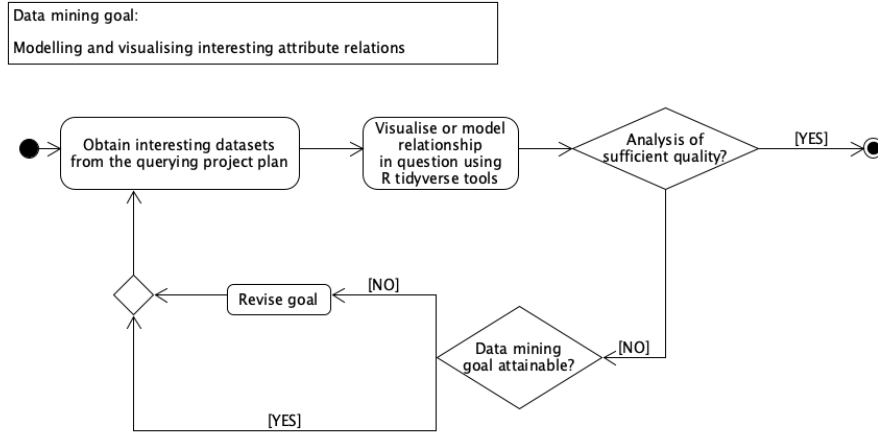 Data mining goal:
Modelling and visualising interesting attribute relations
Obtain interesting datasets
from the querying project plan
Visualise or model
relationship
in question using
R tidyverse tools
Analysis of
sufficient quality?
[YES]
Revise goal
[NO]
Data mining
goal attainable?
[NO]
[YES]